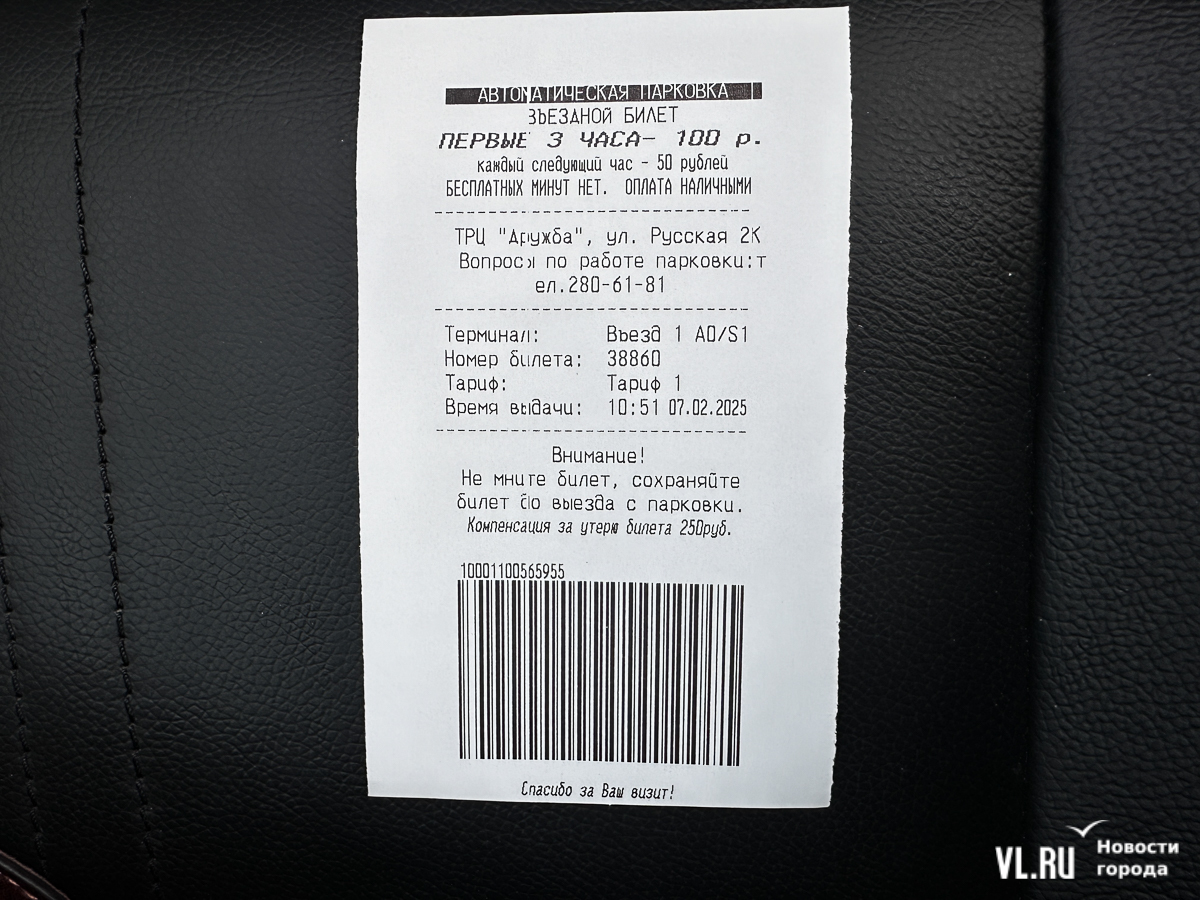 АВТОМАТИЧЕСКАЯ ПАРКОВКА
ЗЪЕЗДНОЙ БИЛЕТ
ПЕРВЫЕ 3 ЧАСА- 100 р.
каждый следующий час - 50 рублей
БЕСПЛАТНЫХ МИНУТ НЕТ. ОПЛАТА НАЛИЧНЫМИ
ТРЦ "Дружба", ул. Русская 2К
Вопросы по работе парковки:т
ел.280-61-81
Терминал: Въезд 1 A0/S1
Номер билета: 38860
Тариф: Тариф 1
Время выдачи: 10:51 07.02.2025
Внимание!
Не мните билет, сохраняйте
билет до выезда с парковки.
Компенсация за утерю билета 250руб.
10001100565955
Спасибо за Ваш визит!
VL.RU Новости города